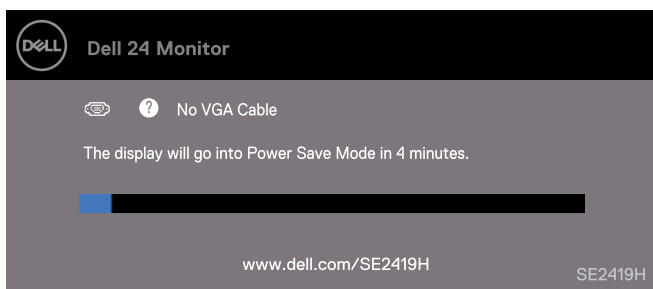 DELL
Dell 24 Monitor
? No VGA Cable
The display will go into Power Save Mode in 4 minutes.
www.dell.com/SE2419H
SE2419H